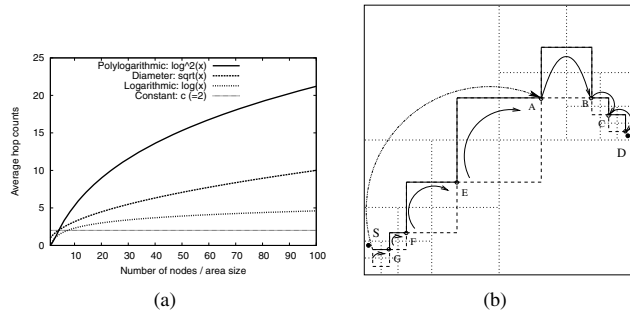 25
20
15
10
5
0
Average hop counts
Polylogarithmic: log^2(x)
Diameter: sqrt(x)
Logarithmic: log(x)
Constant: c (=2)
10 20 30 40 50 60 70 80 90 100
Number of nodes / area size
(a)
A
B
C
D
E
S
F
G
(b)